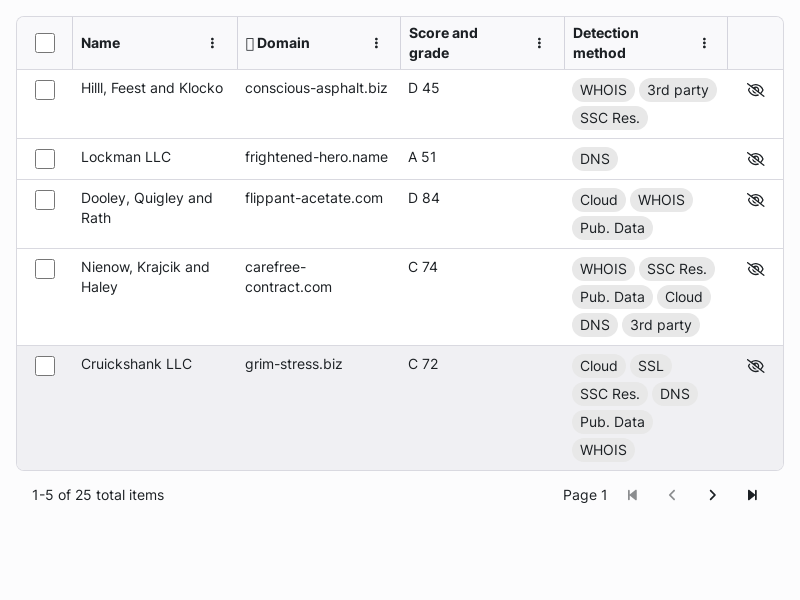 Name
Domain
Score and
grade
Detection
method
Hilll, Feest and Klocko
conscious-asphalt.biz
D 45
WHOIS 3rd party
SSC Res.
Lockman LLC
frightened-hero.name
A 51
DNS
Dooley, Quigley and
Rath
flippant-acetate.com
D 84
Cloud WHOIS
Pub. Data
Nienow, Krajcik and
Haley
carefree-
contract.com
C 74
WHOIS SSC Res.
Pub. Data Cloud
DNS 3rd party
Cruickshank LLC
grim-stress.biz
C 72
Cloud SSL
SSC Res. DNS
Pub. Data
WHOIS
1-5 of 25 total items
Page 1